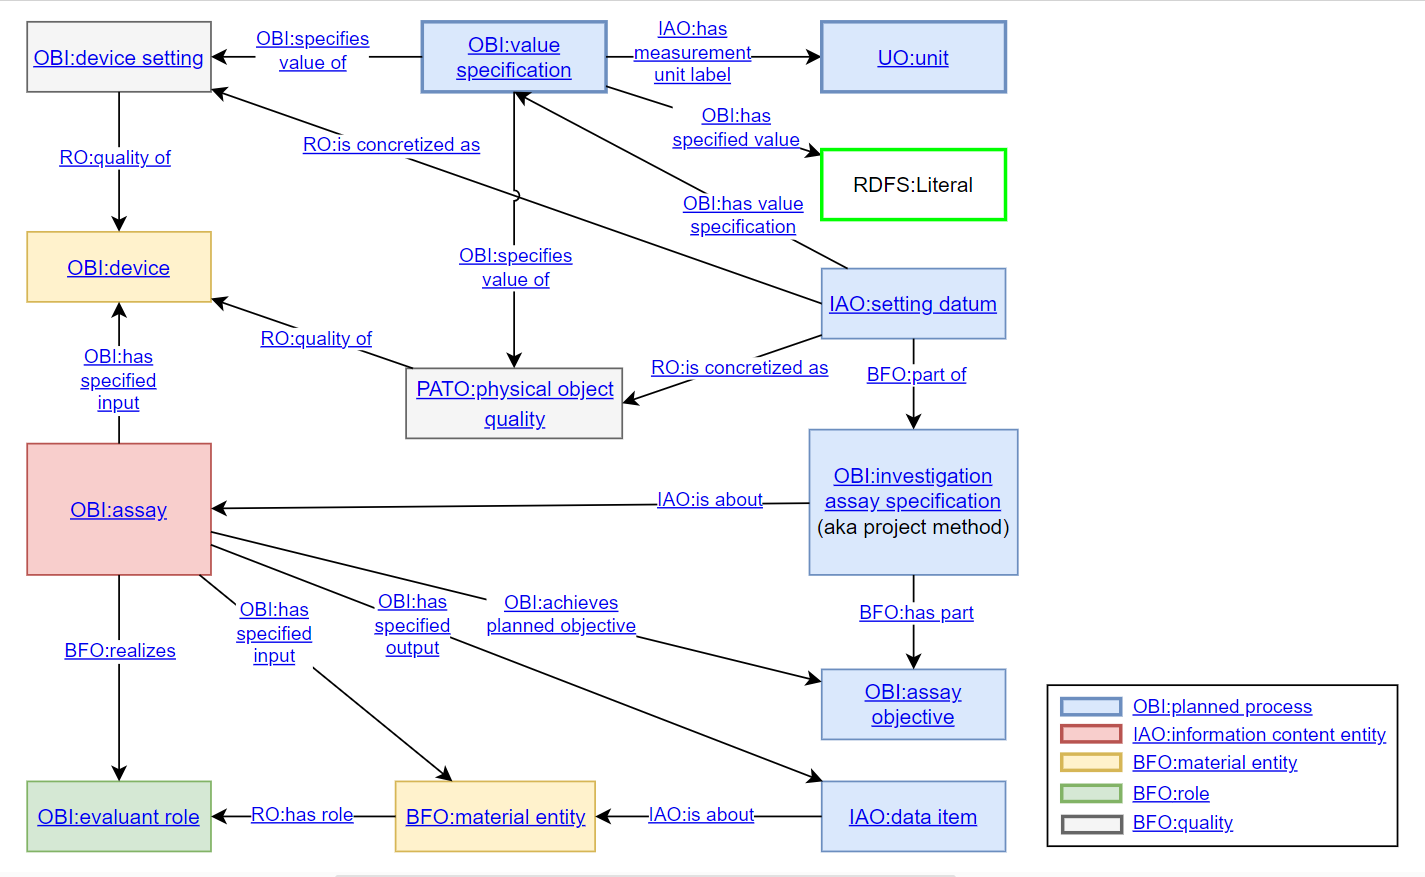 OBI:device setting
OBI:specifies
value of
OBI:value
specification
IAO:has
measurement
unit label
UO:unit
OBI:has
specified value
RO:is concretized as
RO:quality of
RDFS:Literal
OBI:has value
specification
OBI:device
OBI:specifies
value of
IAO:setting datum
RO:quality of
OBI:has
specified
input
RO:is concretized as
BFO:part of
PATO:physical object
quality
OBI:assay
IAO:is about
OBI:investigation
assay specification
(aka project method)
OBI:has
specified
input
OBI:has
specified
output
OBI:achieves
planned objective
BFO:has part
BFO:realizes
OBI:assay
objective
OBI:evaluant role
RO:has role
BFO:material entity
IAO:is about
IAO:data item
OBI:planned process
IAO:information content entity
BFO:material entity
BFO:role
BFO:quality